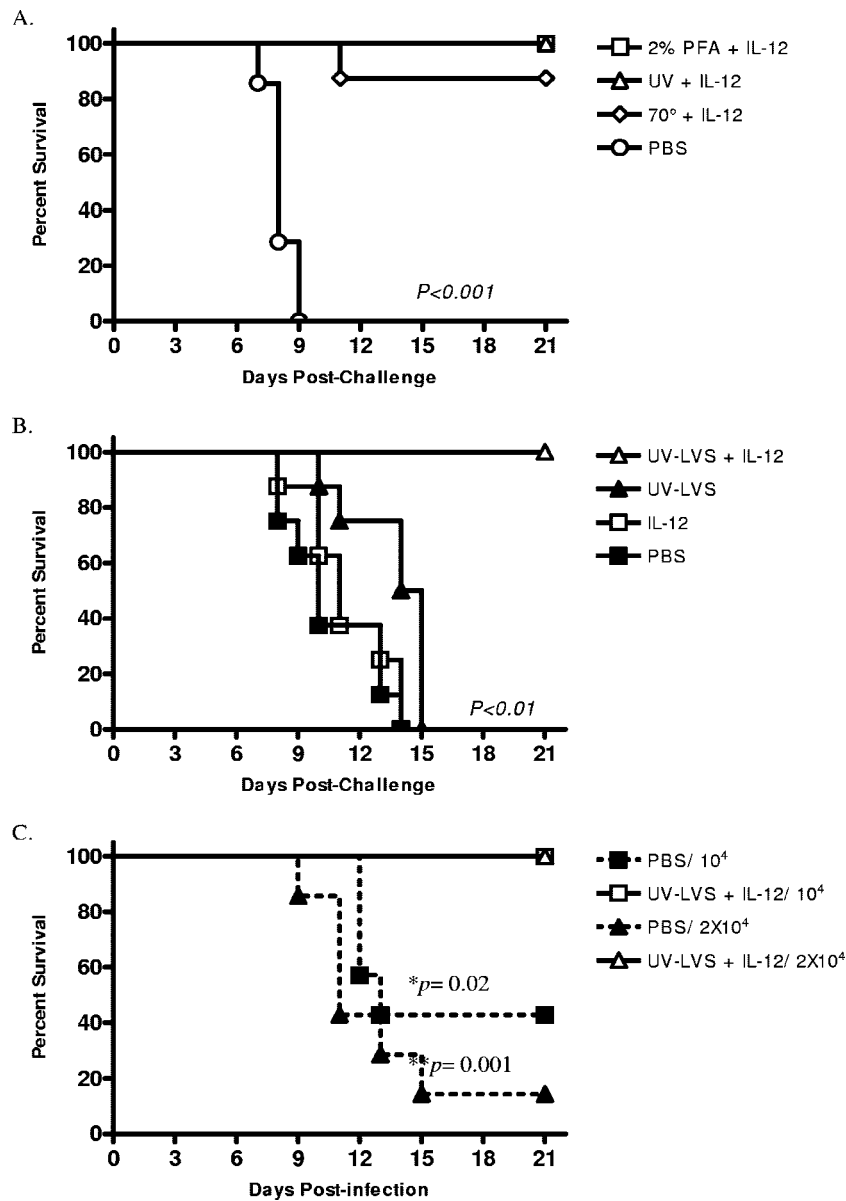 A.
100
80
60
40
20
0
Percent Survival
0 3 6 9 12 15 18 21
Days Post-Challenge
P<0.001
2% PFA + IL-12
UV + IL-12
70° + IL-12
PBS
B.
100
80
60
40
20
0
Percent Survival
0 3 6 9 12 15 18 21
Days Post-Challenge
P<0.01
UV-LVS + IL-12
UV-LVS
IL-12
PBS
C.
100
80
60
40
20
0
Percent Survival
0 3 6 9 12 15 18 21
Days Post-infection
*p= 0.02
**p= 0.001
PBS/ 10⁴
UV-LVS + IL-12/ 10⁴
PBS/ 2X10⁴
UV-LVS + IL-12/ 2X10⁴